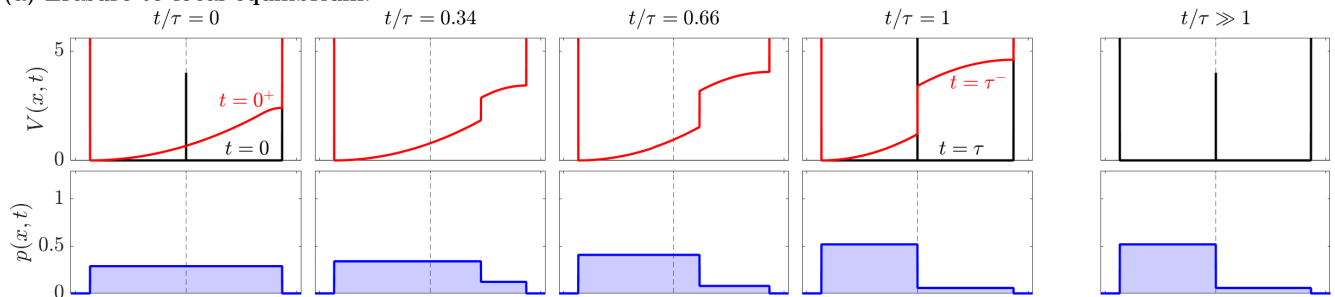 (a) Erasure to local equilibrium.
t/τ = 0 t/τ = 0.34 t/τ = 0.66 t/τ = 1 t/τ ≫ 1
V(x, t)
5
0
t = 0⁺
t = 0
t = τ⁻
t = τ
p(x, t)
1
0.5
0